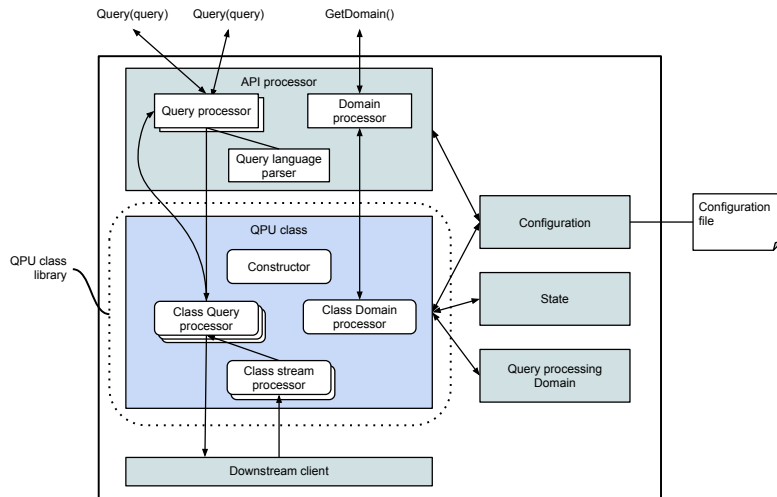 Query(query)
Query(query)
GetDomain()
API processor
Query processor
Domain
processor
Query language
parser
Configuration
Configuration
file
QPU class
QPU class
library
Constructor
Class Query
processor
Class Domain
processor
State
Class stream
processor
Query processing
Domain
Downstream client